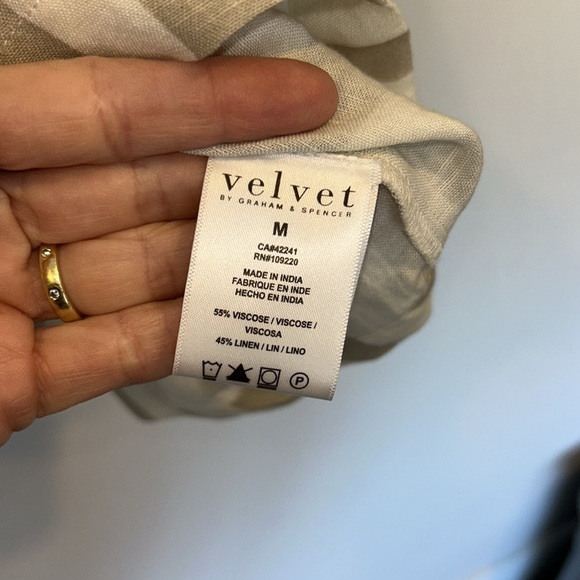 velvet
BY GRAHAM & SPENCER
M
CA#42241
RN#109220
MADE IN INDIA
FABRIQUE EN INDE
HECHO EN INDIA
55% VISCOSE / VISCOSE /
VISCOSA
45% LINEN / LIN / LINO
P